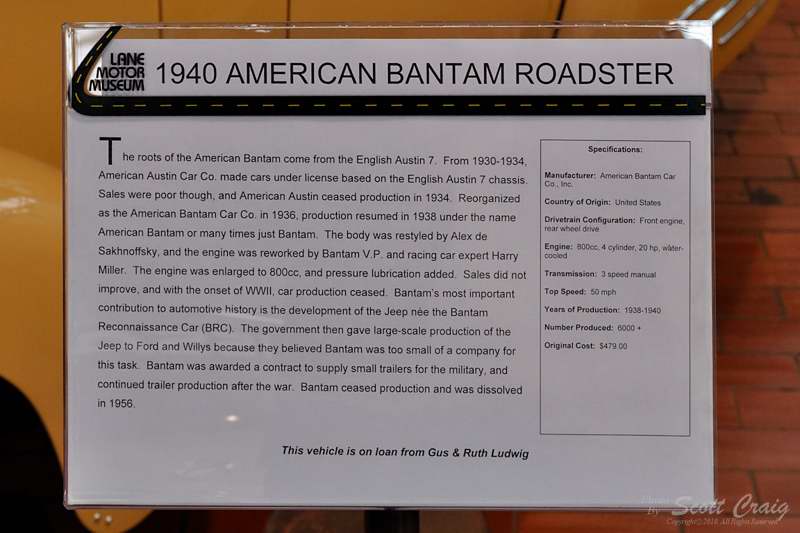 LANE
MOTOR
MUSEUM
1940 AMERICAN BANTAM ROADSTER
The roots of the American Bantam come from the English Austin 7. From 1930-1934,
American Austin Car Co. made cars under license based on the English Austin 7 chassis.
Sales were poor though, and American Austin ceased production in 1934. Reorganized
as the American Bantam Car Co. in 1936, production resumed in 1938 under the name
American Bantam or many times just Bantam. The body was restyled by Alex de
Sakhnoffsky, and the engine was reworked by Bantam V.P. and racing car expert Harry
Miller. The engine was enlarged to 800cc, and pressure lubrication added. Sales did not
improve, and with the onset of WWII, car production ceased. Bantam's most important
contribution to automotive history is the development of the Jeep née the Bantam
Reconnaissance Car (BRC). The government then gave large-scale production of the
Jeep to Ford and Willys because they believed Bantam was too small of a company for
this task. Bantam was awarded a contract to supply small trailers for the military, and
continued trailer production after the war. Bantam ceased production and was dissolved
in 1956.
This vehicle is on loan from Gus & Ruth Ludwig
Specifications:
Manufacturer: American Bantam Car
Co., Inc.
Country of Origin: United States
Drivetrain Configuration: Front engine,
rear wheel drive
Engine: 800cc, 4 cylinder, 20 hp, water-
cooled
Transmission: 3 speed manual
Top Speed: 50 mph
Years of Production: 1938-1940
Number Produced: 6000 +
Original Cost: $479.00
Photo
By Scott Craig
Copyright© 2010 All Rights Reserved